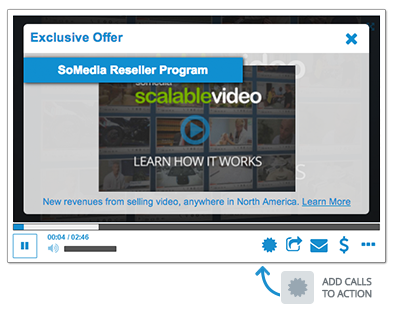 Exclusive Offer
SoMedia Reseller Program
somedia
scalablevideo
LEARN HOW IT WORKS
New revenues from selling video, anywhere in North America. Learn More
00:04 / 02:46
$
ADD CALLS
TO ACTION